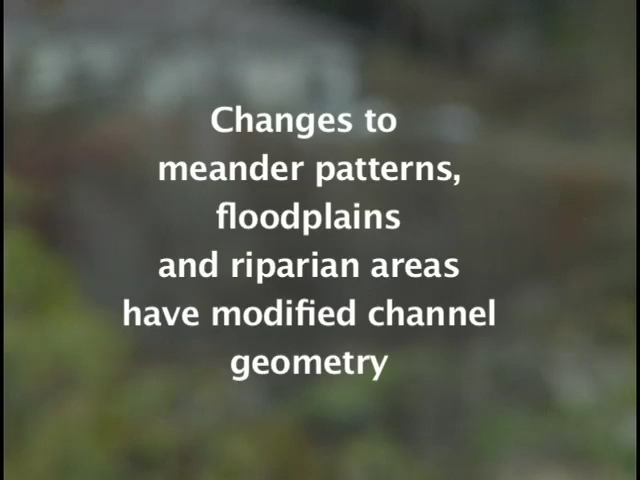 Changes to
meander patterns,
floodplains
and riparian areas
have modified channel
geometry